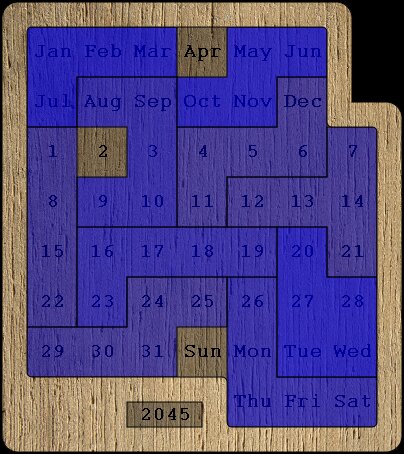 Jan Feb Mar Apr May Jun
Jul Aug Sep Oct Nov Dec
1 2 3 4 5 6 7
8 9 10 11 12 13 14
15 16 17 18 19 20 21
22 23 24 25 26 27 28
29 30 31 Sun Mon Tue Wed
Thu Fri Sat
2045